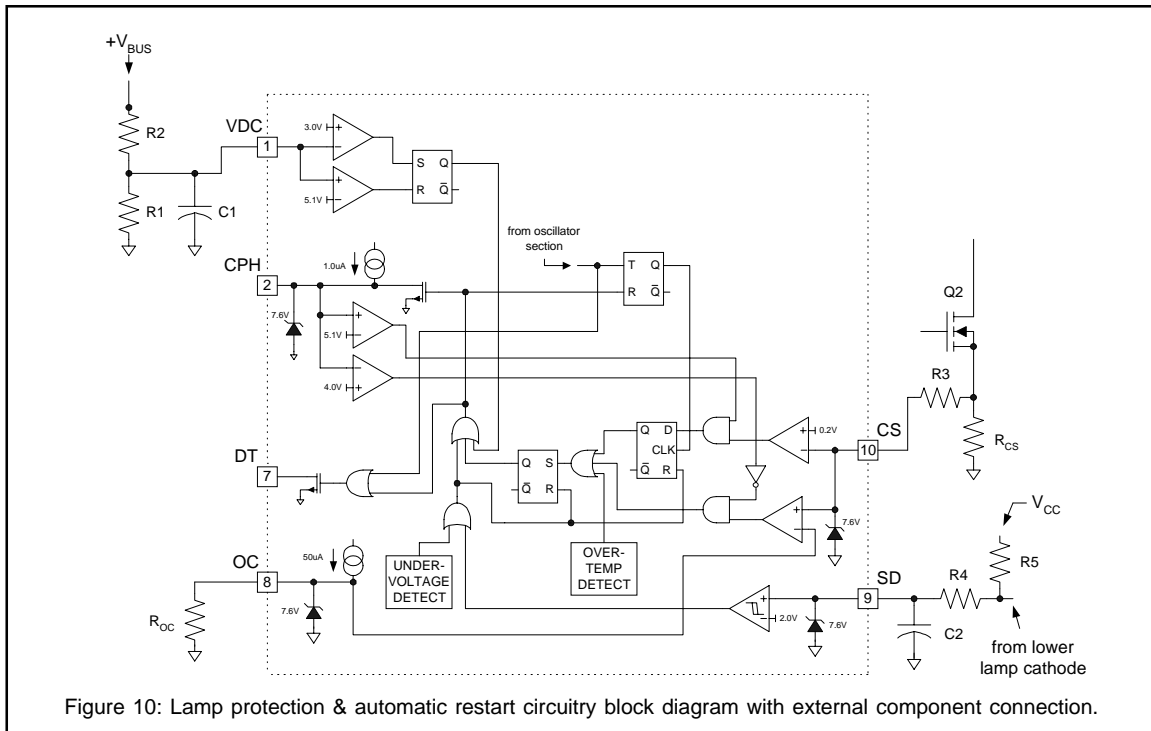 +VBUS
R2
VDC
1
R1
C1
3.0V
+
-
+
5.1V
-
S Q
R Q̅
from oscillator
section
CPH
2
1.0uA
7.6V
+
5.1V
-
-
4.0V
+
T Q
R Q̅
Q2
R3
RCS
CS
10
+
0.2V
-
Q D
CLK
Q̅ R
Q S
Q̅ R
+
-
7.6V
DT
7
OC
8
50uA
7.6V
ROC
UNDER-
VOLTAGE
DETECT
OVER-
TEMP
DETECT
VCC
R5
SD
9
R4
C2
+
-
2.0V
7.6V
from lower
lamp cathode
Figure 10: Lamp protection & automatic restart circuitry block diagram with external component connection.